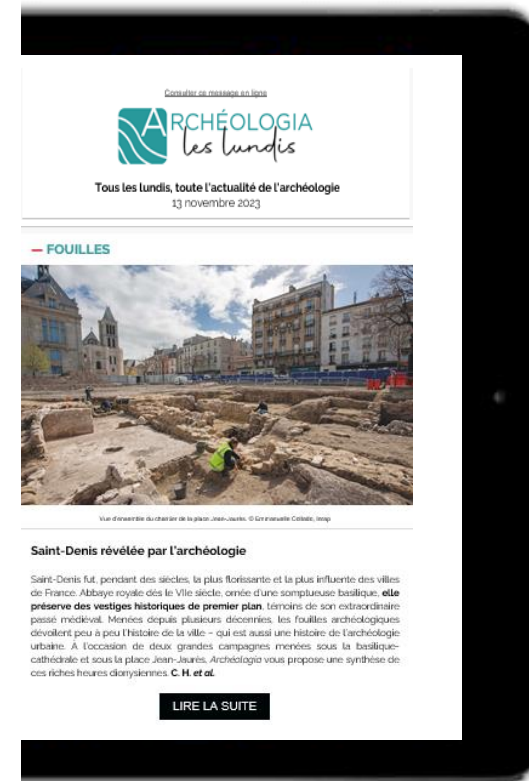 Consulter ce message en ligne
ARCHÉOLOGIA
les lundis
Tous les lundis, toute l'actualité de l'archéologie
13 novembre 2023
— FOUILLES
Vue d'ensemble du chantier de la place Jean-Jaurès. © Emmanuelle Collado, Inrap
Saint-Denis révélée par l'archéologie
Saint-Denis fut, pendant des siècles, la plus florissante et la plus influente des villes
de France. Abbaye royale dès le VIIe siècle, ornée d'une somptueuse basilique, elle
préserve des vestiges historiques de premier plan, témoins de son extraordinaire
passé médiéval. Menées depuis plusieurs décennies, les fouilles archéologiques
dévoilent peu à peu l'histoire de la ville – qui est aussi une histoire de l'archéologie
urbaine. À l'occasion de deux grandes campagnes menées sous la basilique-
cathédrale et sous la place Jean-Jaurès, Archéologia vous propose une synthèse de
ces riches heures dionysiennes. C. H. et al.
LIRE LA SUITE